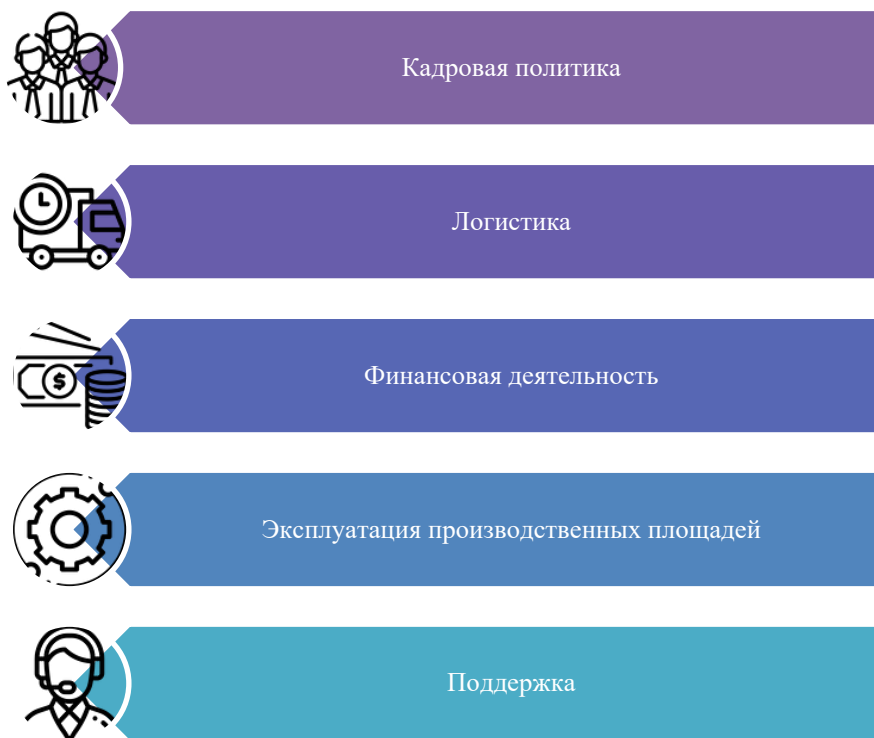 Кадровая политика
Логистика
Финансовая деятельность
$
Эксплуатация производственных площадей
Поддержка